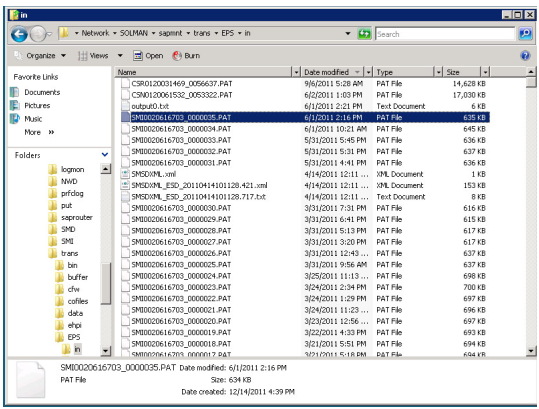 in
Network ▸ SOLMAN ▸ sapmnt ▸ trans ▸ EPS ▸ in
Search
Organize Views Open Burn
Favorite Links
Documents
Pictures
Music
More »
Folders
logmon
NWD
prfclog
put
saprouter
SMD
SMI
trans
bin
buffer
cfw
cofiles
data
ehpi
EPS
in
Name Date modified Type Size
CSR0120031469_0056637.PAT 9/6/2011 5:28 AM PAT File 14,628 KB
CSN0120061532_0053322.PAT 6/2/2011 1:03 PM PAT File 17,030 KB
output0.txt 6/1/2011 2:21 PM Text Document 6 KB
SMI0020616703_0000035.PAT 6/1/2011 2:16 PM PAT File 635 KB
SMI0020616703_0000034.PAT 6/1/2011 10:21 AM PAT File 645 KB
SMI0020616703_0000033.PAT 5/31/2011 5:45 PM PAT File 636 KB
SMI0020616703_0000032.PAT 5/31/2011 5:31 PM PAT File 637 KB
SMI0020616703_0000031.PAT 5/31/2011 4:41 PM PAT File 636 KB
SMSDXML.xml 4/14/2011 12:11 ... XML Document 1 KB
SMSDXML_ESD_20110414101128.421.xml 4/14/2011 12:11 ... XML Document 153 KB
SMSDXML_ESD_20110414101128.717.txt 4/14/2011 12:11 ... Text Document 8 KB
SMI0020616703_0000030.PAT 3/31/2011 7:31 PM PAT File 616 KB
SMI0020616703_0000029.PAT 3/31/2011 6:41 PM PAT File 615 KB
SMI0020616703_0000028.PAT 3/31/2011 5:13 PM PAT File 617 KB
SMI0020616703_0000027.PAT 3/31/2011 3:20 PM PAT File 617 KB
SMI0020616703_0000026.PAT 3/31/2011 12:43 ... PAT File 637 KB
SMI0020616703_0000025.PAT 3/31/2011 9:56 AM PAT File 637 KB
SMI0020616703_0000024.PAT 3/25/2011 11:13 ... PAT File 698 KB
SMI0020616703_0000023.PAT 3/24/2011 2:34 PM PAT File 700 KB
SMI0020616703_0000022.PAT 3/24/2011 1:29 PM PAT File 697 KB
SMI0020616703_0000021.PAT 3/24/2011 11:23 ... PAT File 696 KB
SMI0020616703_0000020.PAT 3/23/2011 12:56 ... PAT File 697 KB
SMI0020616703_0000019.PAT 3/22/2011 4:33 PM PAT File 693 KB
SMI0020616703_0000018.PAT 3/21/2011 5:51 PM PAT File 694 KB
SMI0020616703_0000017.PAT 3/21/2011 5:18 PM PAT File 694 KB
SMI0020616703_0000035.PAT Date modified: 6/1/2011 2:16 PM
PAT File Size: 634 KB
Date created: 12/14/2011 4:39 PM